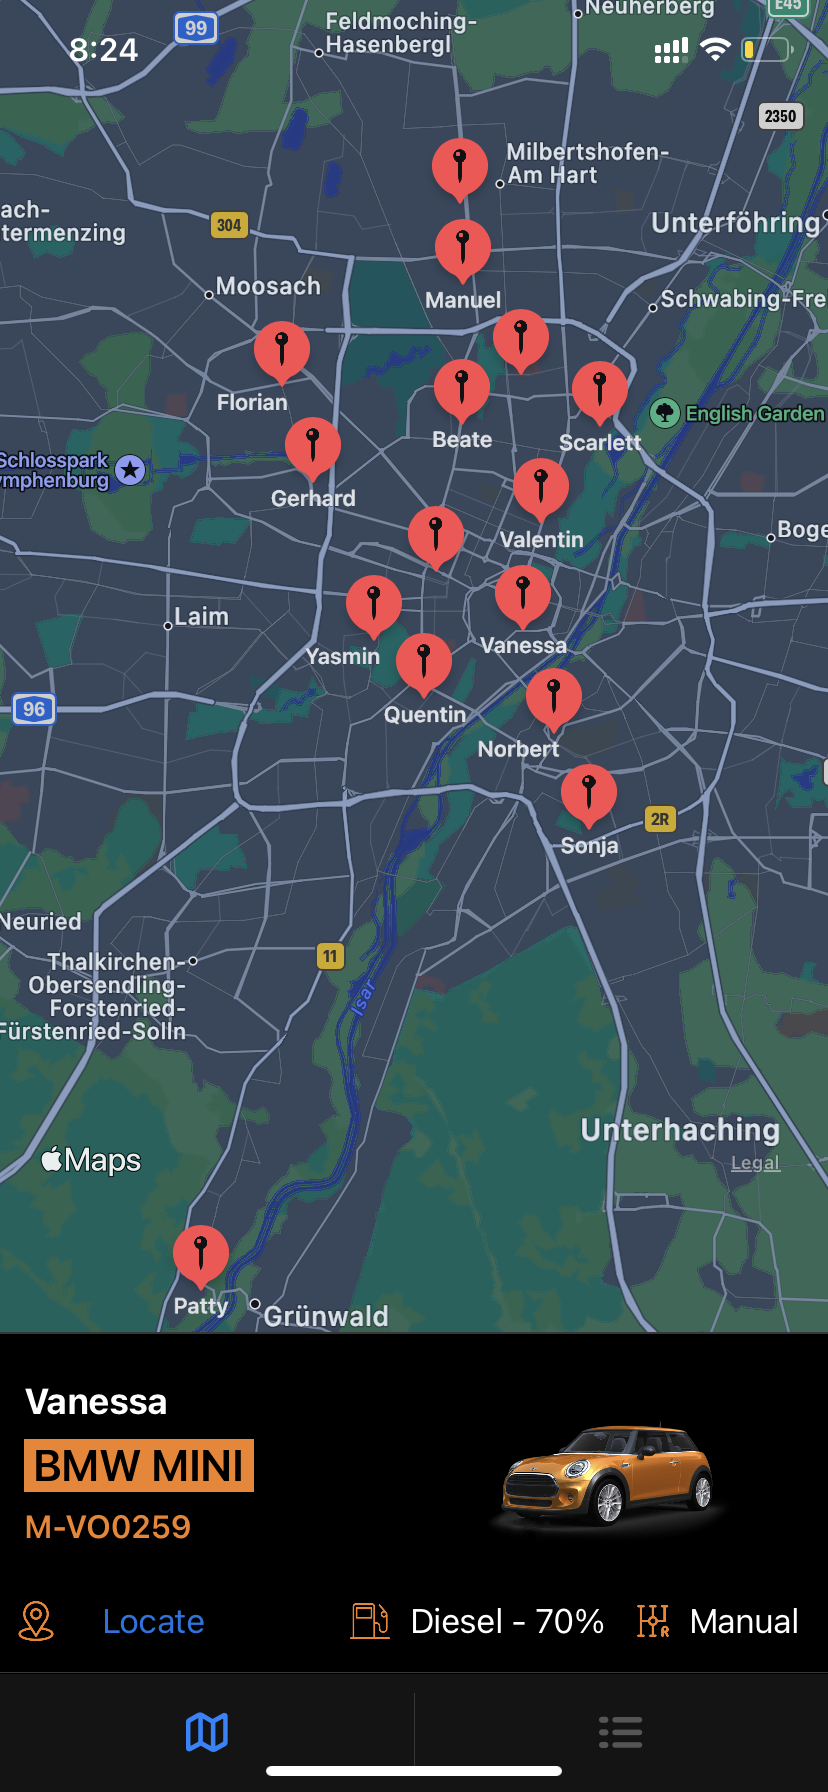 Neuherberg
E45
99
Feldmoching-
Hasenbergl
8:24
2350
Milbertshofen-
Am Hart
ach-
termenzing
304
Unterföhring
Moosach
Manuel
Schwabing-Fre
Florian
Beate
Scarlett
English Garden
Schlosspark
ymphenburg
Gerhard
Valentin
Boge
Laim
Vanessa
Yasmin
96
Quentin
Norbert
2R
Sonja
Neuried
11
Thalkirchen-
Obersendling-
Forstenried-
Fürstenried-Solln
Isar
Unterhaching
Maps
Legal
Patty
Grünwald
Vanessa
BMW MINI
M-VO0259
Locate
Diesel - 70%
Manual